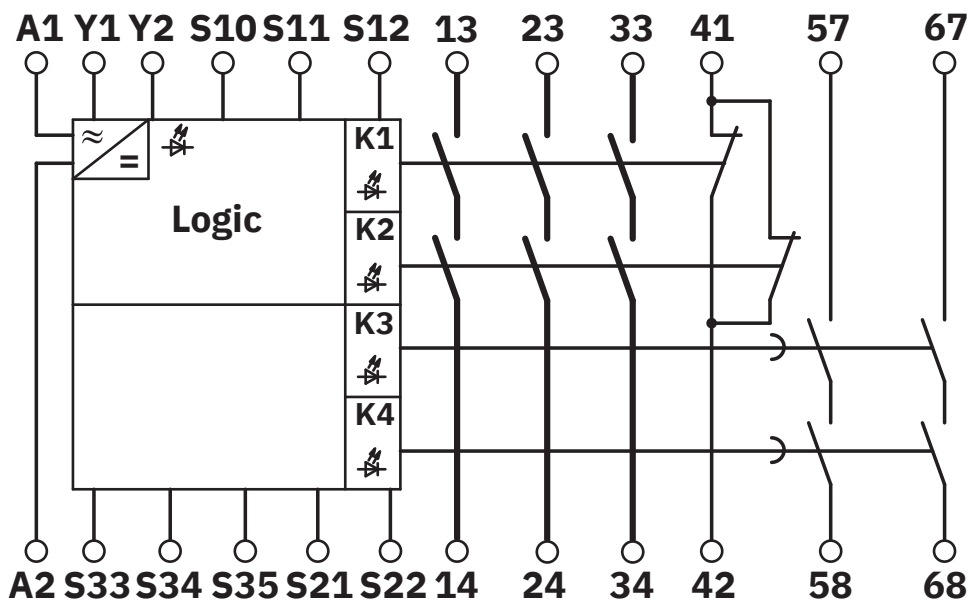 A1 Y1 Y2 S10 S11 S12 13 23 33 41 57 67
≈
=
K1
Logic
K2
K3
K4
A2 S33 S34 S35 S21 S22 14 24 34 42 58 68